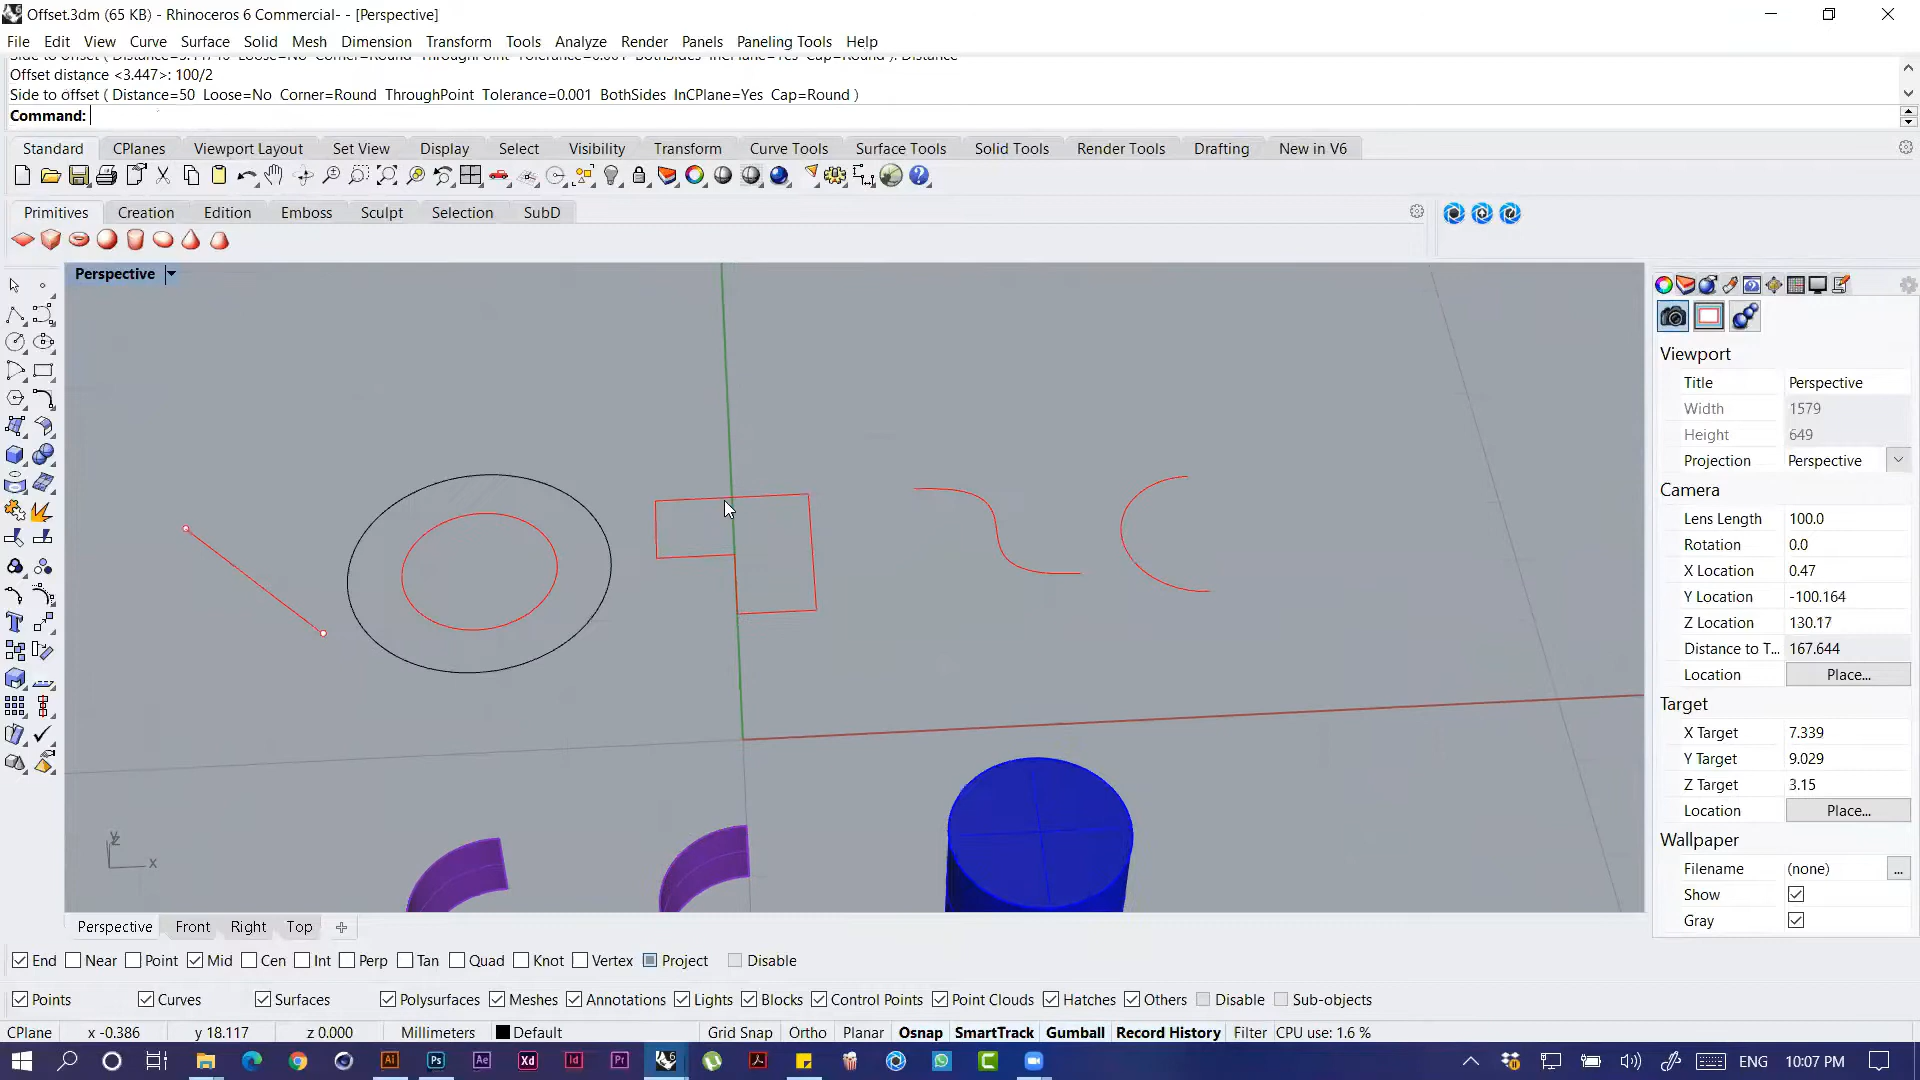 Offset.3dm (65 KB) - Rhinoceros 6 Commercial- - [Perspective]
File Edit View Curve Surface Solid Mesh Dimension Transform Tools Analyze Render Panels Paneling Tools Help
Offset distance <3.447>: 100/2
Side to offset ( Distance=50 Loose=No Corner=Round ThroughPoint Tolerance=0.001 BothSides InCPlane=Yes Cap=Round )
Command:
Standard CPlanes Viewport Layout Set View Display Select Visibility Transform Curve Tools Surface Tools Solid Tools Render Tools Drafting New in V6
Primitives Creation Edition Emboss Sculpt Selection SubD
Perspective
Viewport
Title Perspective
Width 1579
Height 649
Projection Perspective
Camera
Lens Length 100.0
Rotation 0.0
X Location 0.47
Y Location -100.164
Z Location 130.17
Distance to T... 167.644
Location Place...
Target
X Target 7.339
Y Target 9.029
Z Target 3.15
Location Place...
Wallpaper
Filename (none) ...
Show
Gray
x
Perspective Front Right Top
End Near Point Mid Cen Int Perp Tan Quad Knot Vertex Project Disable
Points Curves Surfaces Polysurfaces Meshes Annotations Lights Blocks Control Points Point Clouds Hatches Others Disable Sub-objects
CPlane x -0.386 y 18.117 z 0.000 Millimeters Default Grid Snap Ortho Planar Osnap SmartTrack Gumball Record History Filter CPU use: 1.6 %
Ai Ps Ae Xd Id Pr ENG 10:07 PM